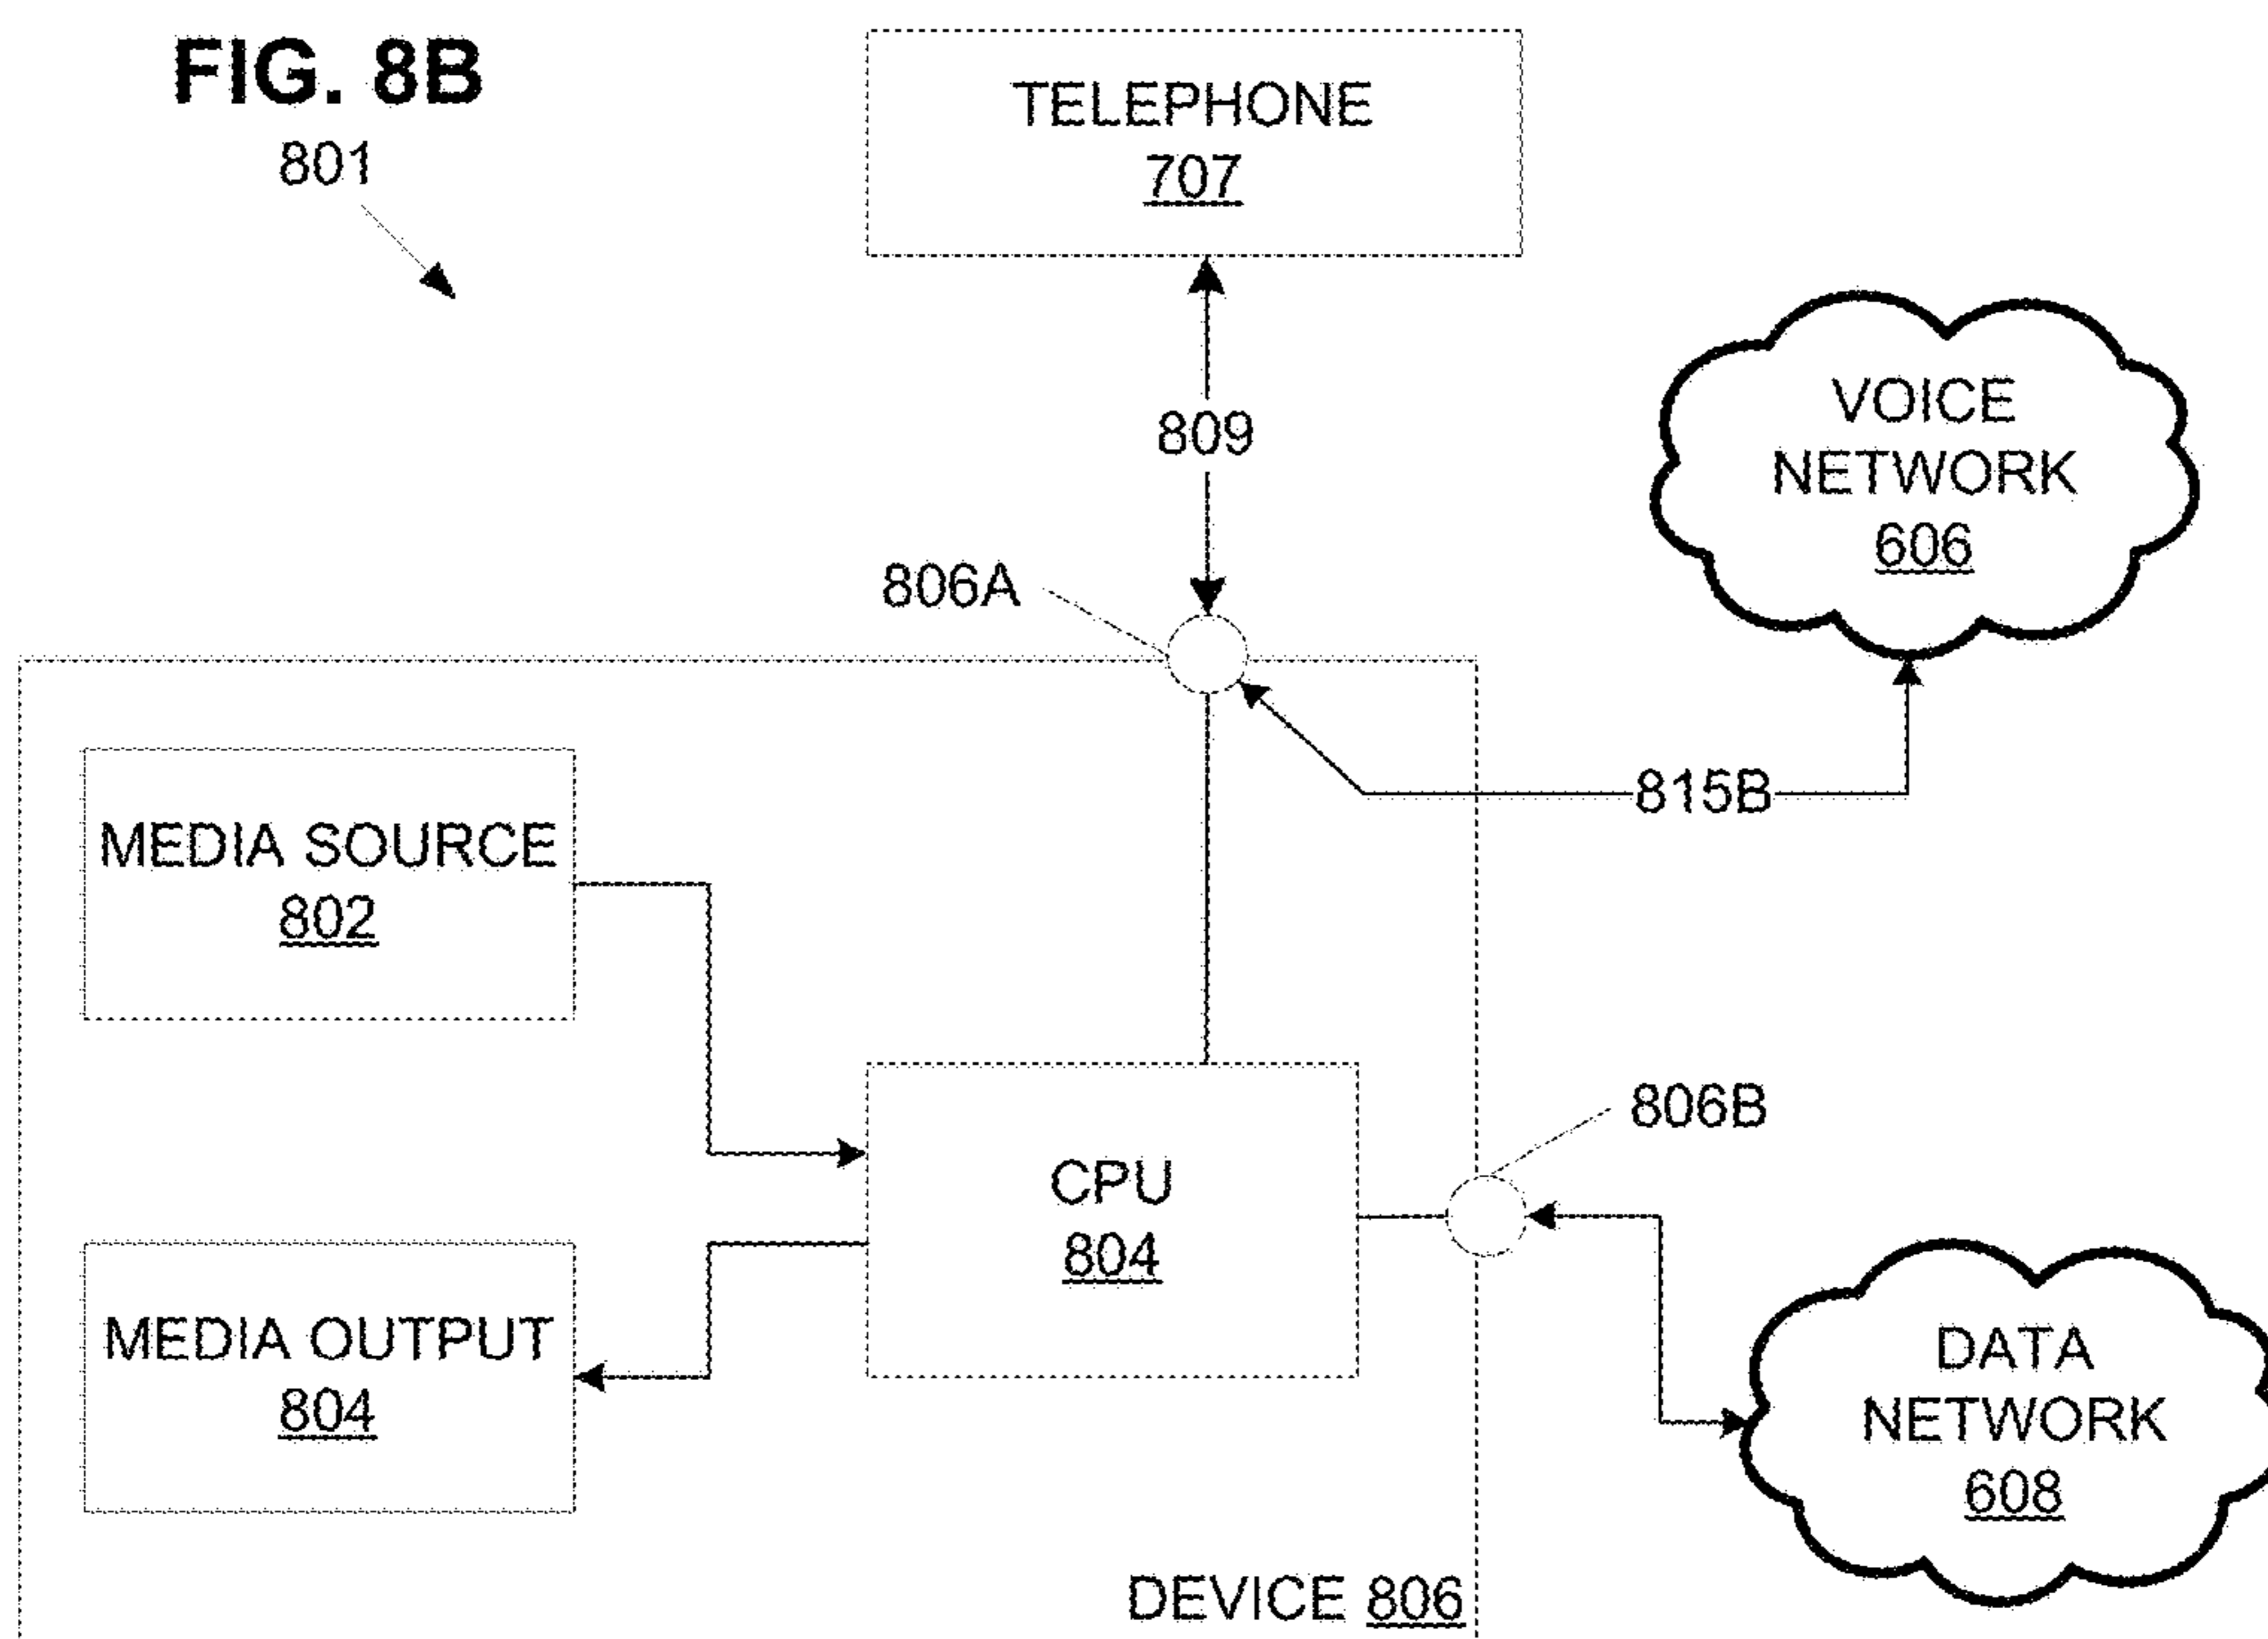 FIG. 8B
801
TELEPHONE
707
809
VOICE
NETWORK
606
806A
815B
MEDIA SOURCE
802
806B
CPU
804
MEDIA OUTPUT
804
DATA
NETWORK
608
DEVICE 806